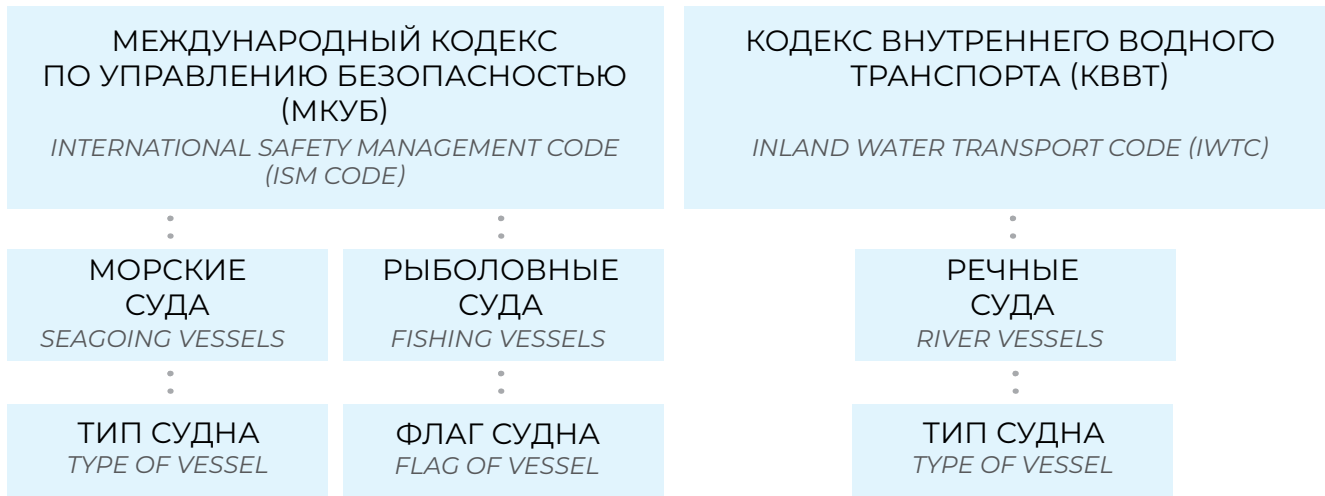 МЕЖДУНАРОДНЫЙ КОДЕКС
ПО УПРАВЛЕНИЮ БЕЗОПАСНОСТЬЮ
(МКУБ)
INTERNATIONAL SAFETY MANAGEMENT CODE
(ISM CODE)
КОДЕКС ВНУТРЕННЕГО ВОДНОГО
ТРАНСПОРТА (КВВТ)
INLAND WATER TRANSPORT CODE (IWTC)
МОРСКИЕ
СУДА
SEAGOING VESSELS
РЫБОЛОВНЫЕ
СУДА
FISHING VESSELS
РЕЧНЫЕ
СУДА
RIVER VESSELS
ТИП СУДНА
TYPE OF VESSEL
ФЛАГ СУДНА
FLAG OF VESSEL
ТИП СУДНА
TYPE OF VESSEL